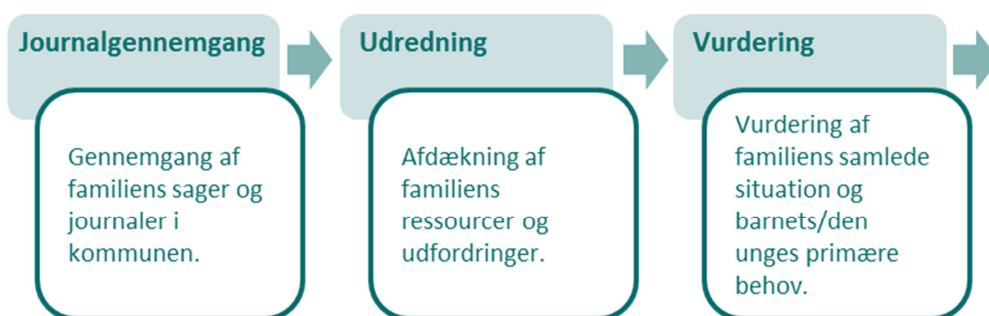 Journalgennemgang
Gennemgang af
familiens sager og
journaler i
kommunen.
Udredning
Afdækning af
familiens
ressourcer og
udfordringer.
Vurdering
Vurdering af
familiens samlede
situation og
barnets/den
unges primære
behov.